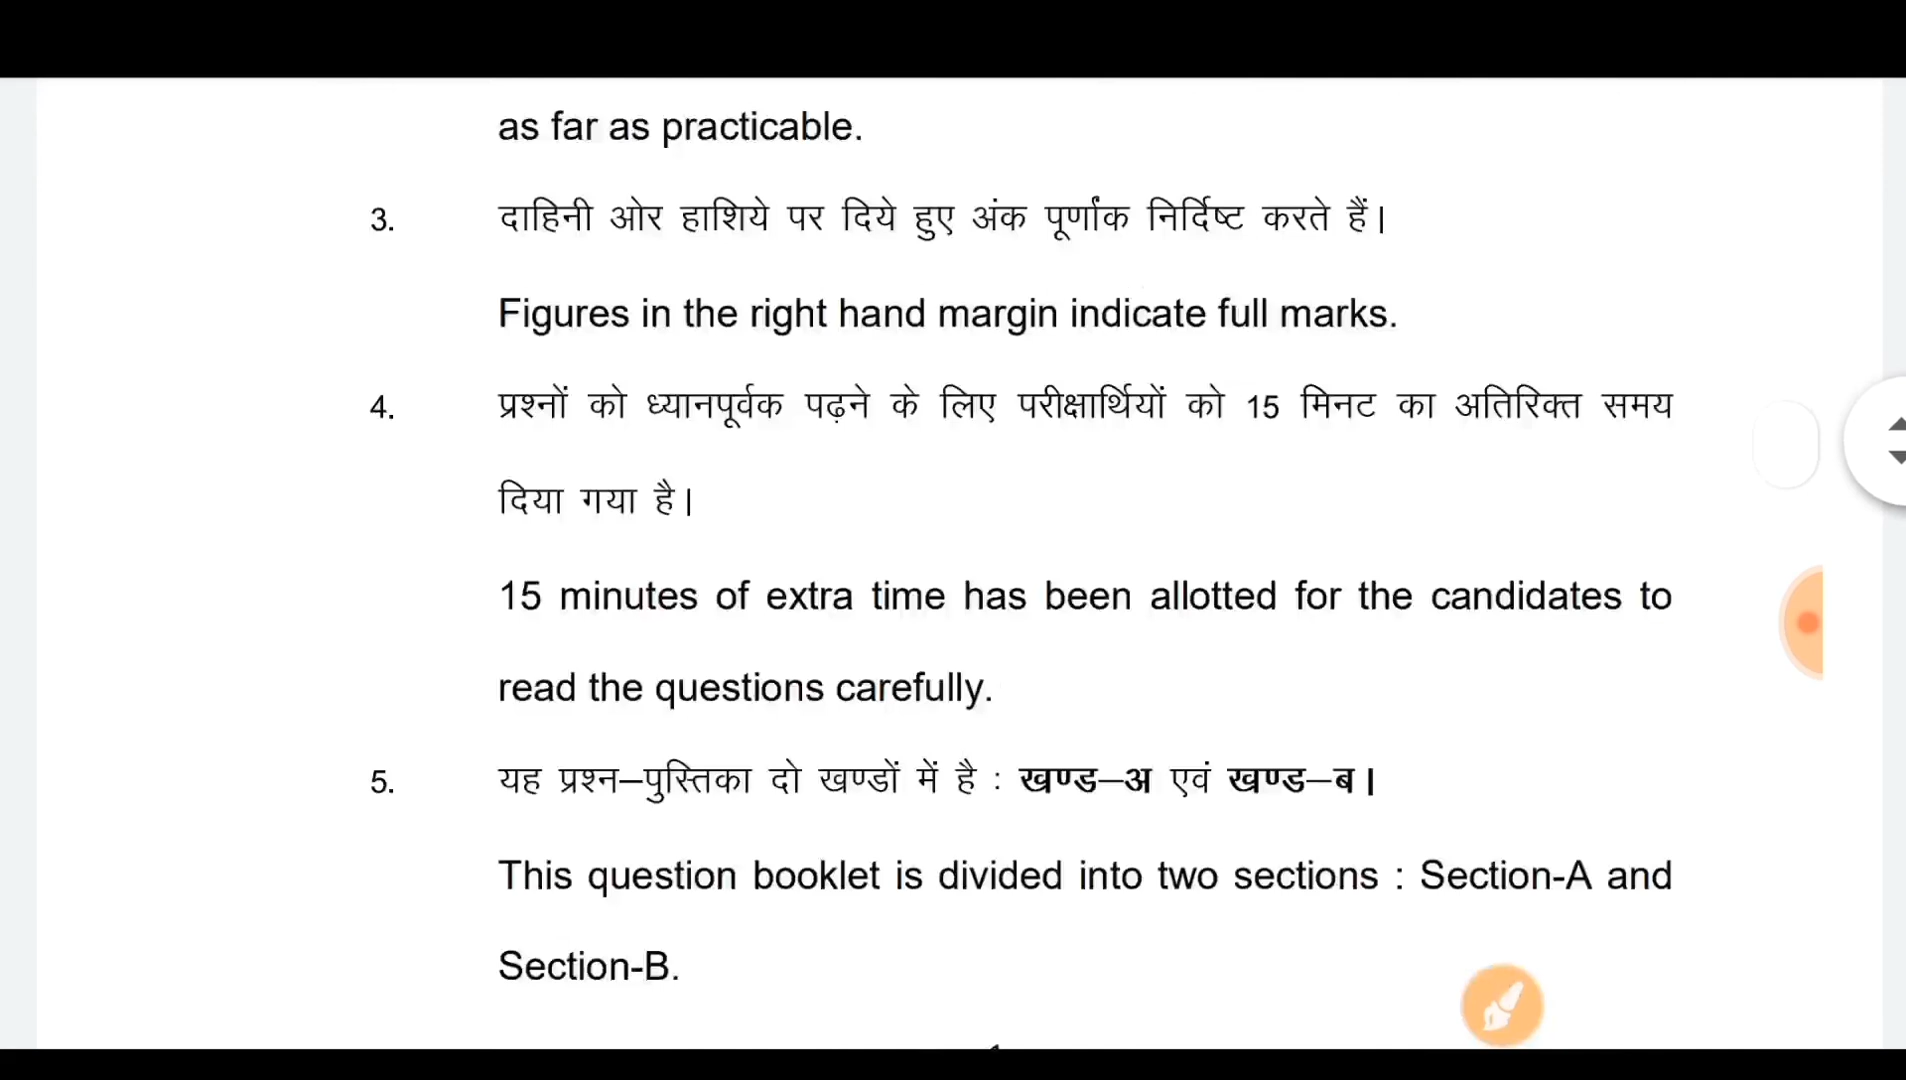 as far as practicable.
3. दाहिनी ओर हाशिये पर दिये हुए अंक पूर्णांक निर्दिष्ट करते हैं।
Figures in the right hand margin indicate full marks.
4. प्रश्नों को ध्यानपूर्वक पढ़ने के लिए परीक्षार्थियों को 15 मिनट का अतिरिक्त समय
दिया गया है।
15 minutes of extra time has been allotted for the candidates to
read the questions carefully.
5. यह प्रश्न–पुस्तिका दो खण्डों में है : खण्ड–अ एवं खण्ड–ब।
This question booklet is divided into two sections : Section-A and
Section-B.